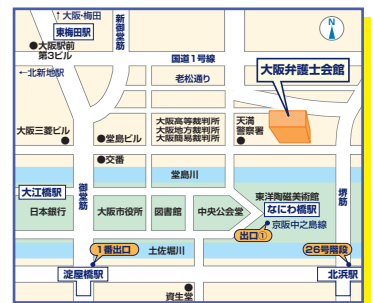 ↑大阪・梅田
東梅田駅
新御堂筋
N
大阪駅前
第3ビル
←北新地駅
国道1号線
老松通り
大阪弁護士会館
大阪三菱ビル
堂島ビル
大阪高等裁判所
大阪地方裁判所
大阪簡易裁判所
天満
警察署
交番
堂島川
大江橋駅
御堂筋
東洋陶磁美術館
なにわ橋駅
堺筋
日本銀行
大阪市役所
図書館
中央公会堂
京阪中之島線
出口①
1番出口
土佐堀川
26号階段
淀屋橋駅
北浜駅
資生堂